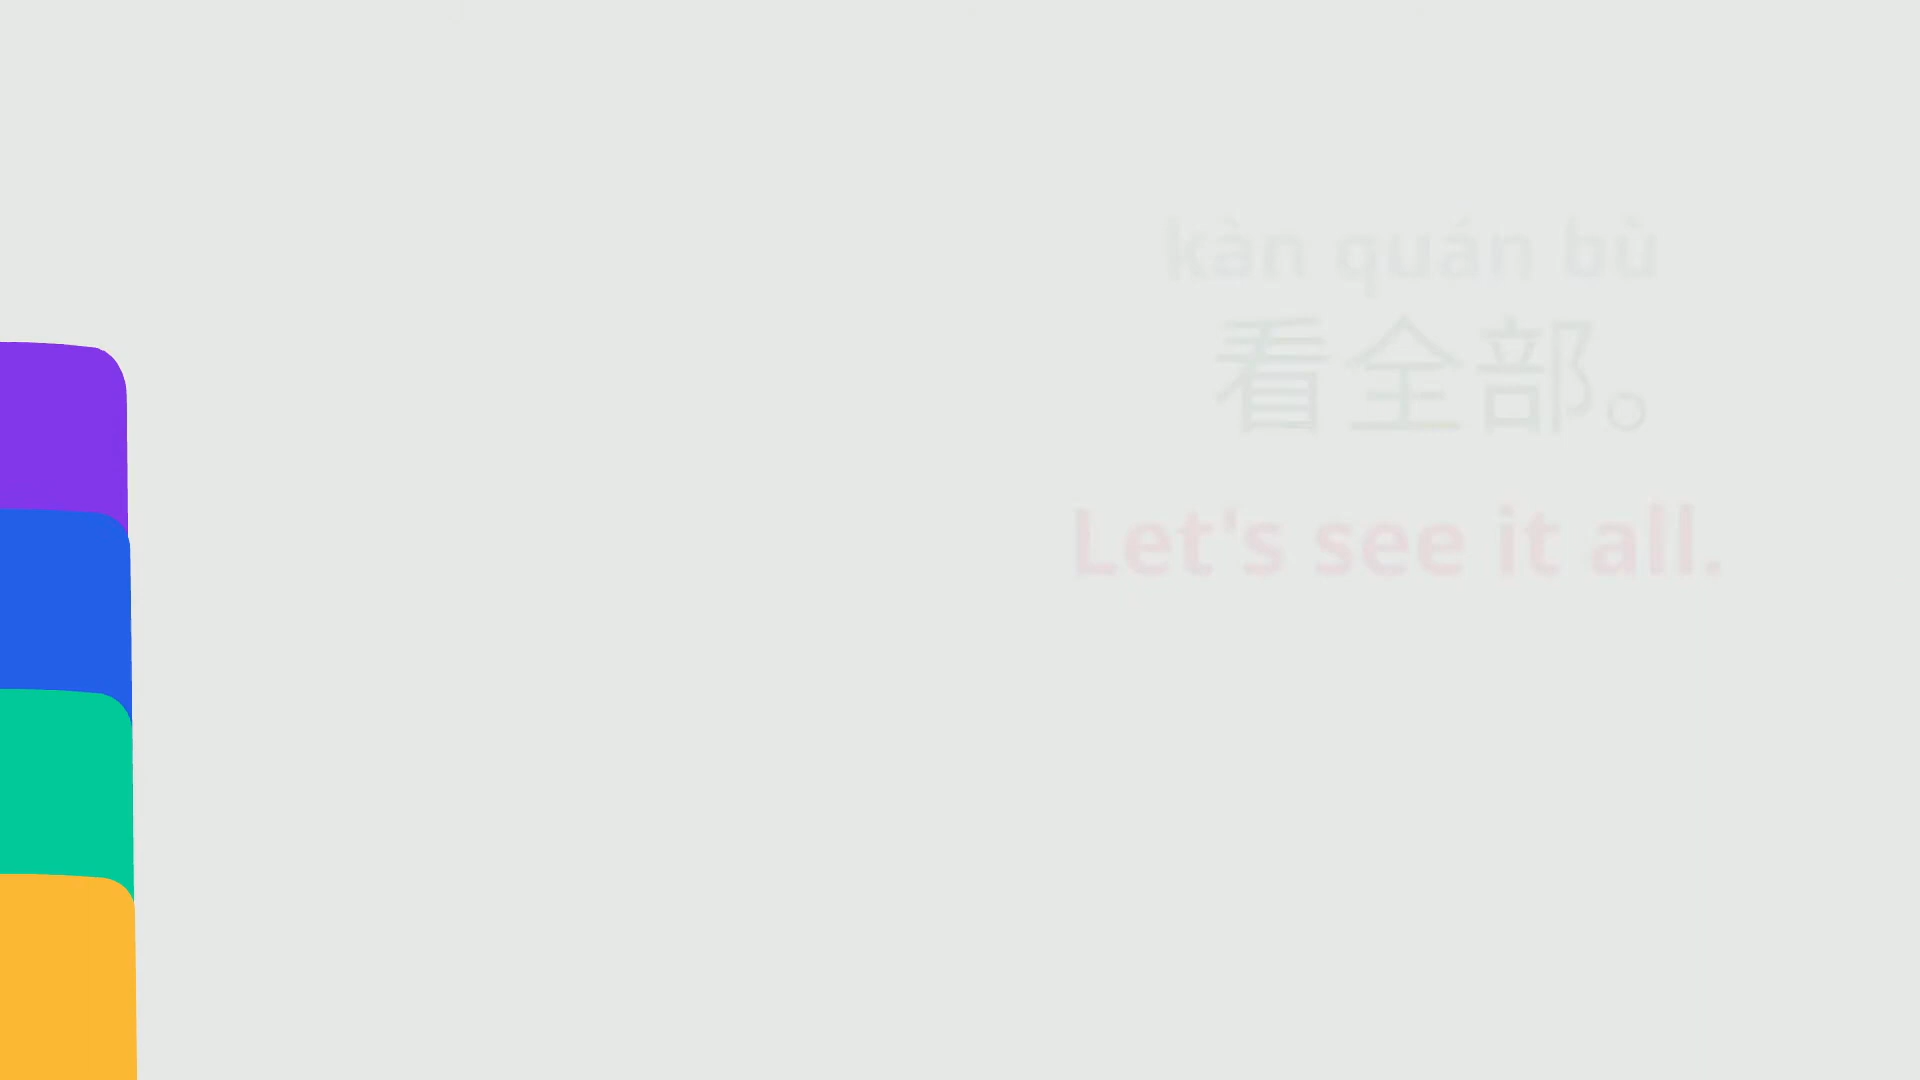 kàn quán bù
看全部。
Let's see it all.